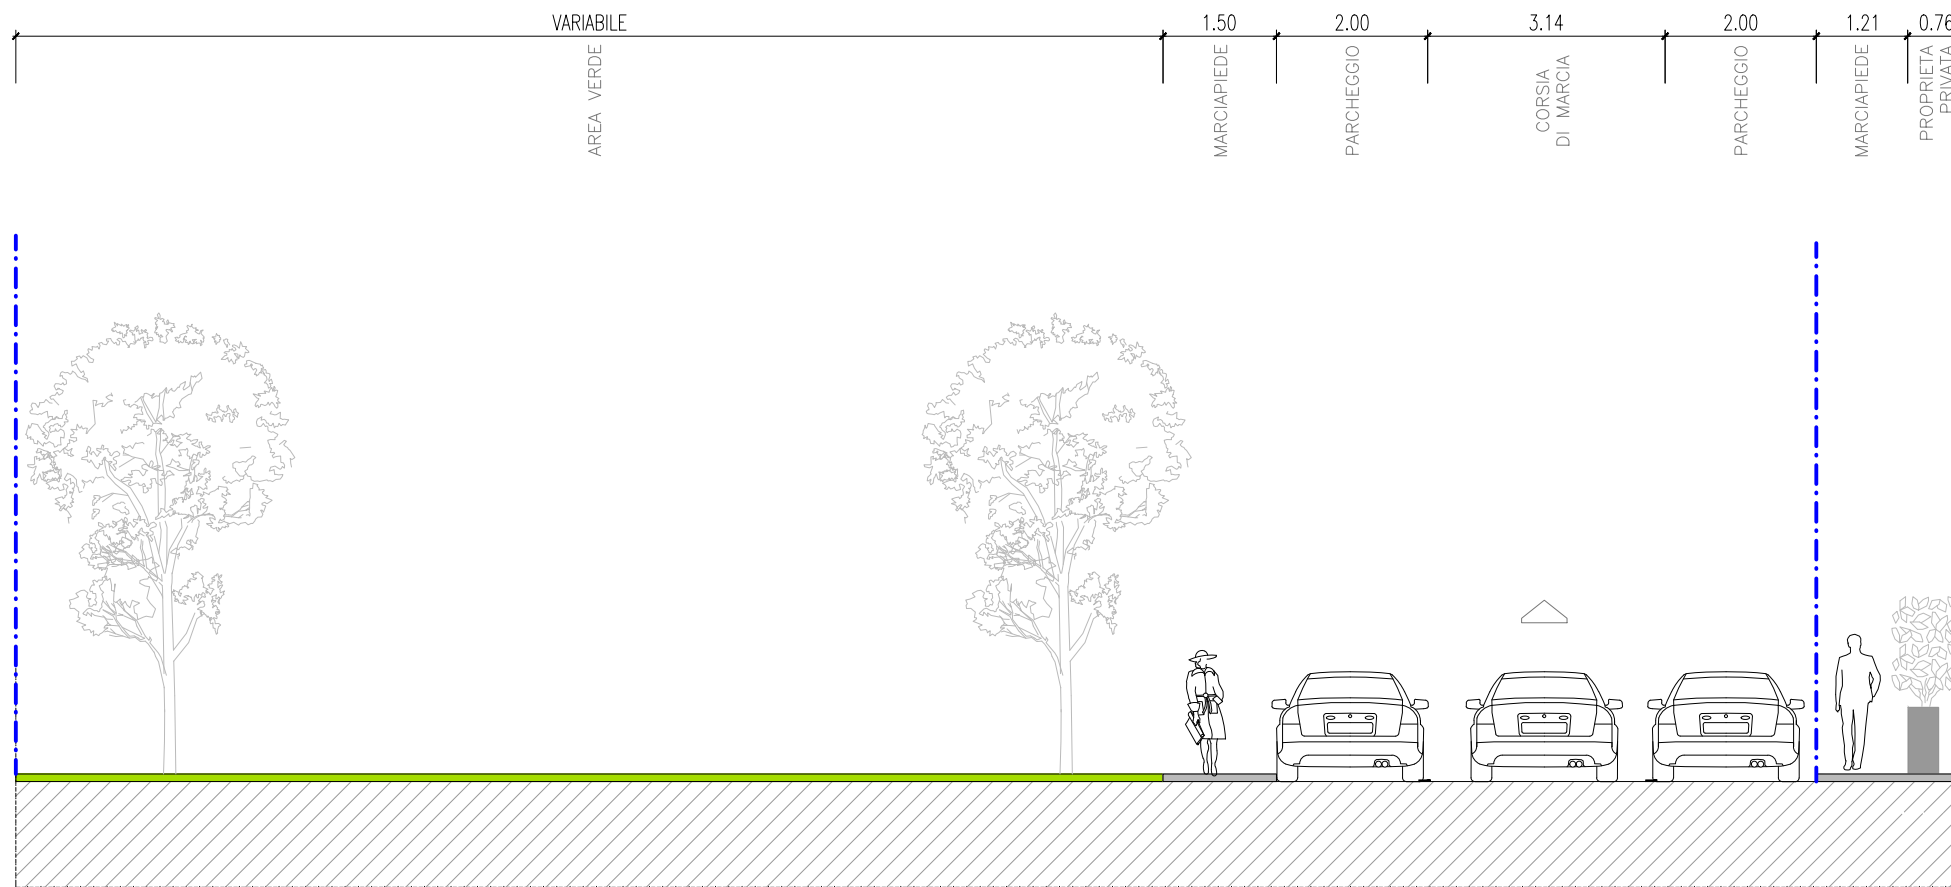 VARIABILE
1.50
2.00
3.14
2.00
1.21
0.76
AREA VERDE
MARCIAPIEDE
PARCHEGGIO
CORSIA
DI MARCIA
PARCHEGGIO
MARCIAPIEDE
PROPRIETA
PRIVATA